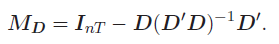 M_D = I_{nT} − D(D′D)^{−1}D′.